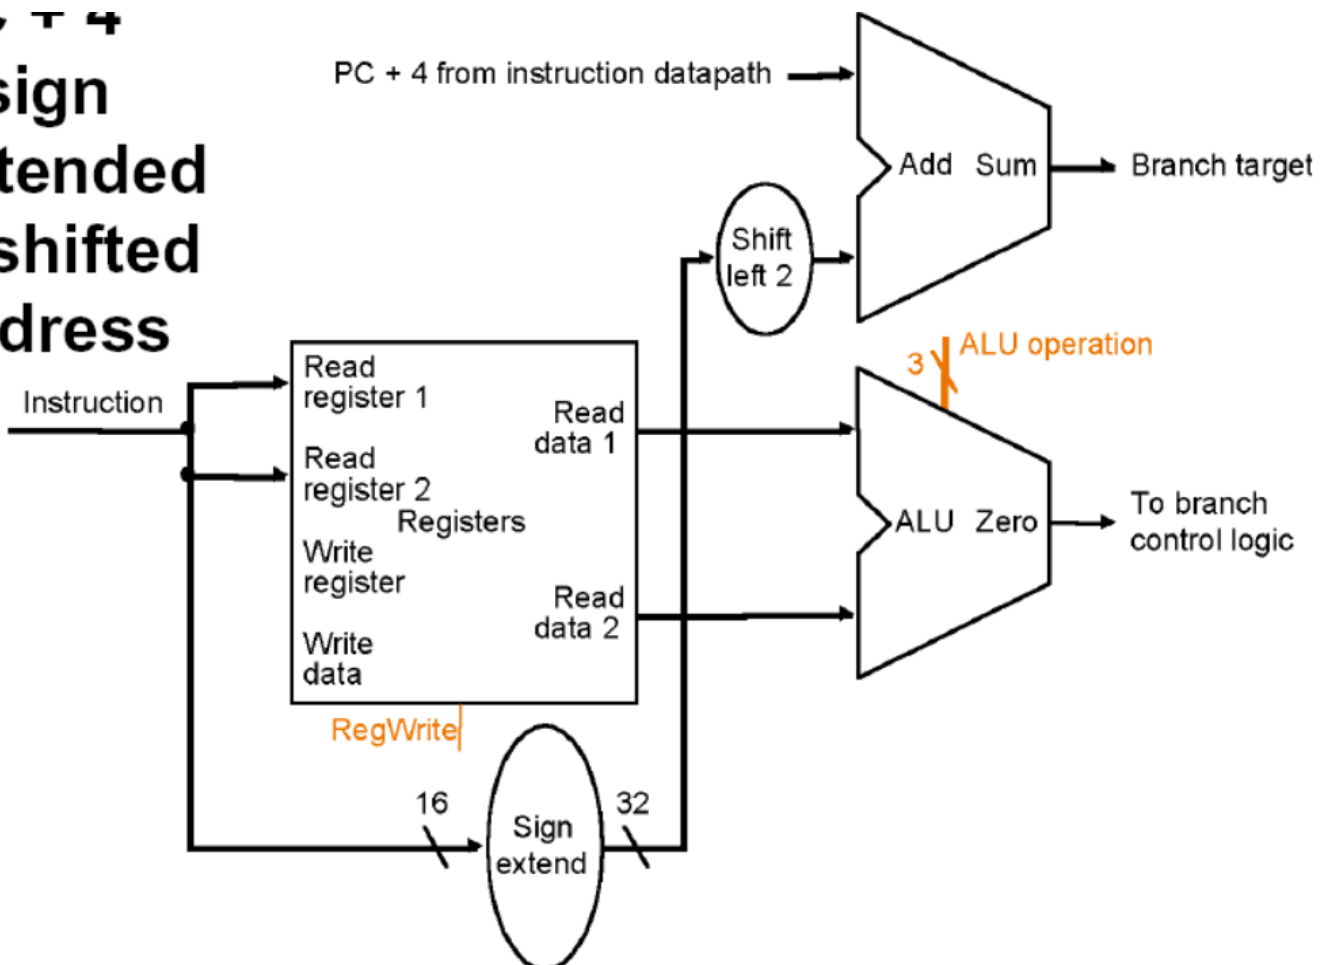 + 4
sign
tended
shifted
dress
PC + 4 from instruction datapath
Add Sum
Branch target
Shift
left 2
ALU operation
3
Instruction
Read
register 1
Read
data 1
Read
register 2
Registers
Write
register
Read
data 2
Write
data
RegWrite
ALU Zero
To branch
control logic
16
Sign
extend
32